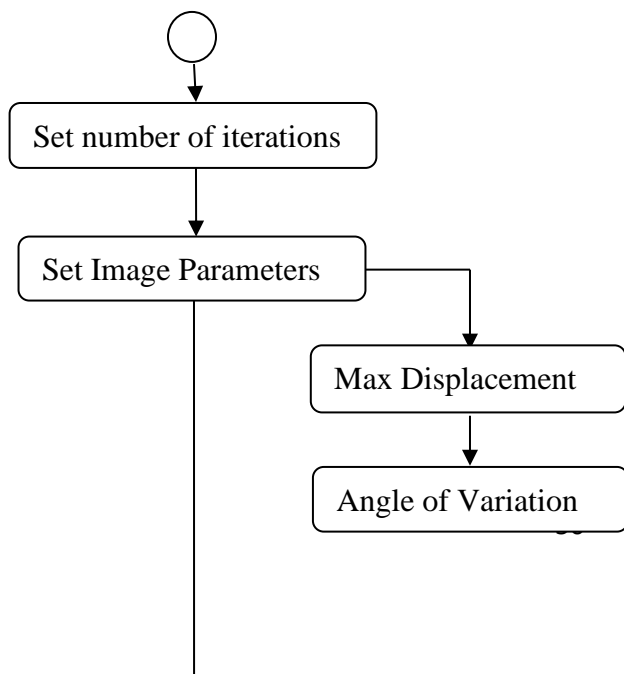 Set number of iterations
Set Image Parameters
Max Displacement
Angle of Variation